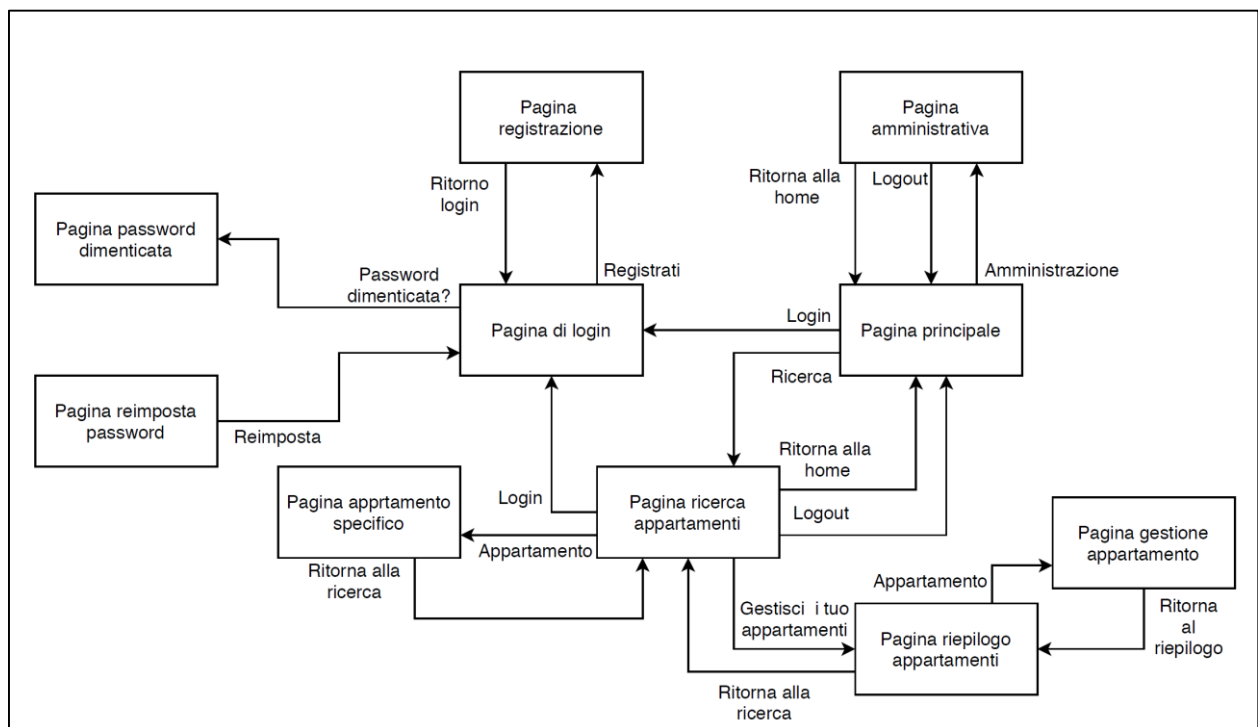 Pagina
registrazione
Pagina
amministrativa
Ritorno
login
Ritorna alla
home
Logout
Pagina password
dimenticata
Password
dimenticata?
Registrati
Amministrazione
Pagina di login
Login
Pagina principale
Ricerca
Pagina reimposta
password
Reimposta
Ritorna alla
home
Pagina apprtamento
specifico
Login
Pagina ricerca
appartamenti
Logout
Appartamento
Pagina gestione
appartamento
Ritorna alla
ricerca
Appartamento
Gestisci  i tuo
appartamenti
Ritorna
al
riepilogo
Pagina riepilogo
appartamenti
Ritorna alla
ricerca